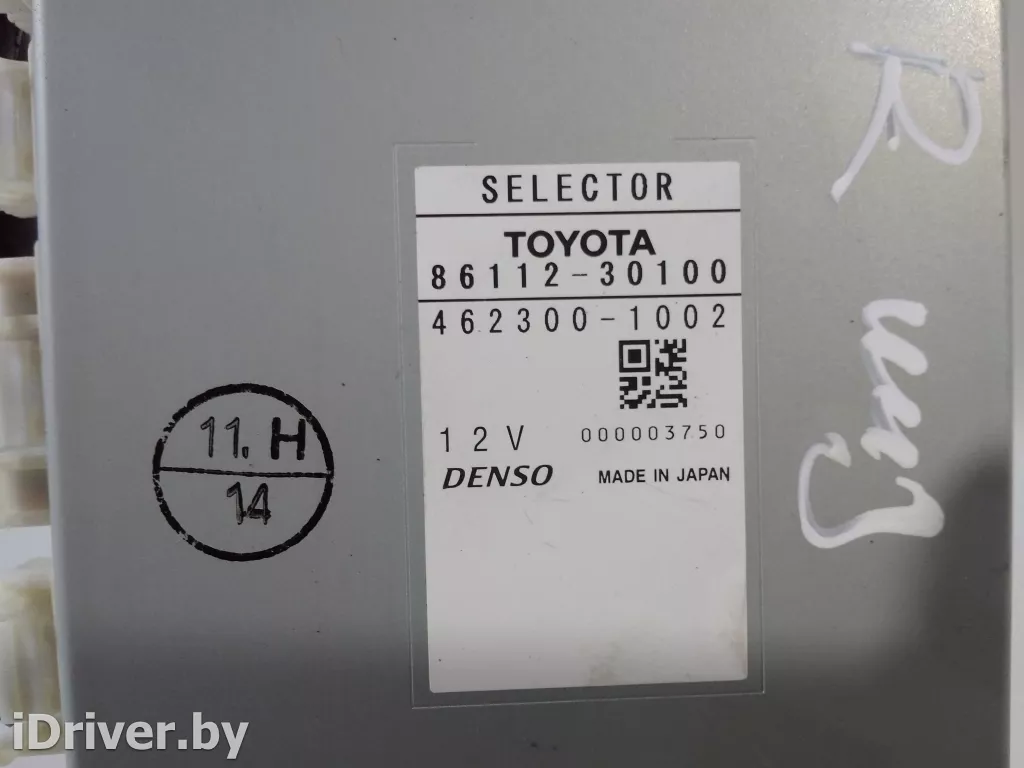 SELECTOR
TOYOTA
86112-30100
462300-1002
12V 000003750
DENSO MADE IN JAPAN
11. H
14
R
iDriver.by